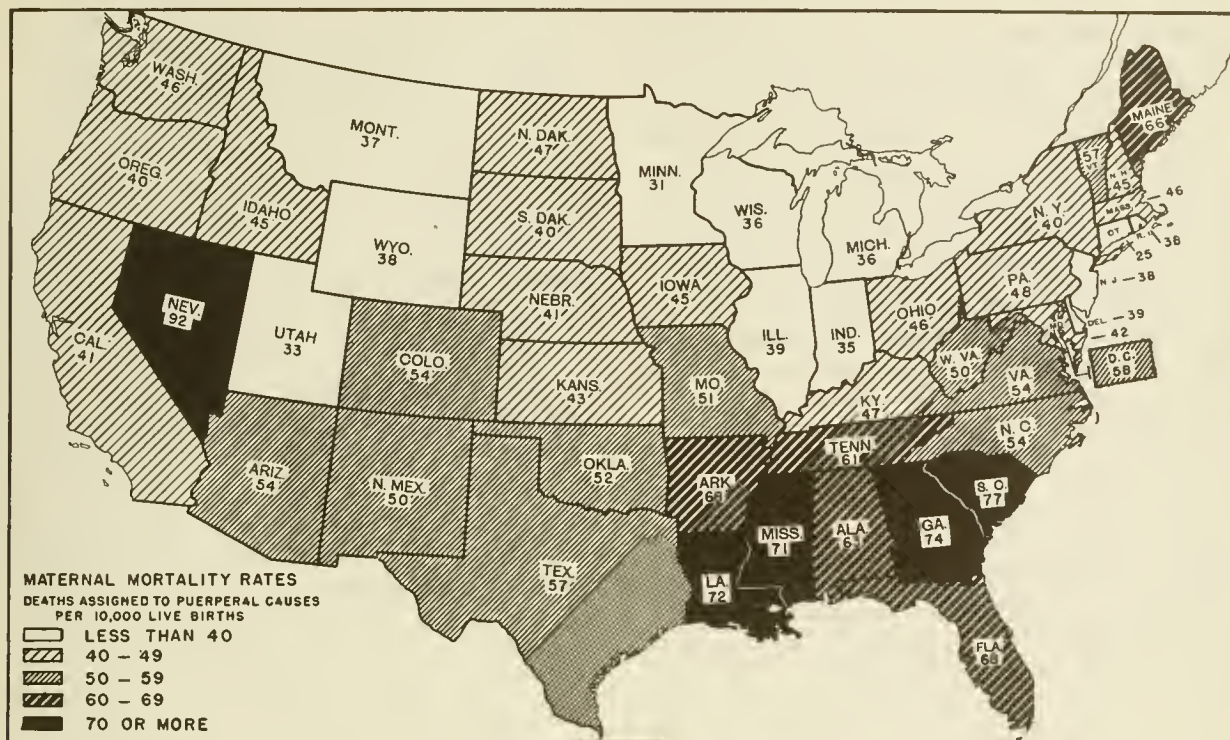 WASH.
46
OREG.
40
CAL.
41
NEV.
92
IDAHO
45
MONT.
37
WYO.
38
UTAH
33
COLO.
54
ARIZ
54
N. MEX.
50
N. DAK.
47
S. DAK.
40
NEBR.
41
KANS.
43
OKLA.
52
TEX.
57
MINN.
31
IOWA
45
MO.
51
ARK.
LA.
72
WIS.
36
ILL.
39
MICH.
36
IND.
35
OHIO
46
KY.
47
TENN
61
MISS.
71
ALA.
GA.
74
FLA.
S. C.
77
N. C.
54
VA.
54
W. VA.
50
PA.
48
N. Y.
40
57
VT.
N. H.
45
MAINE
66
MASS.
46
CT
R. I.
38
25
N J — 38
DEL. — 39
MD.
42
D. C.
58
MATERNAL MORTALITY RATES
DEATHS ASSIGNED TO PUERPERAL CAUSES
PER 10,000 LIVE BIRTHS
LESS THAN 40
40 — 49
50 — 59
60 — 69
70 OR MORE